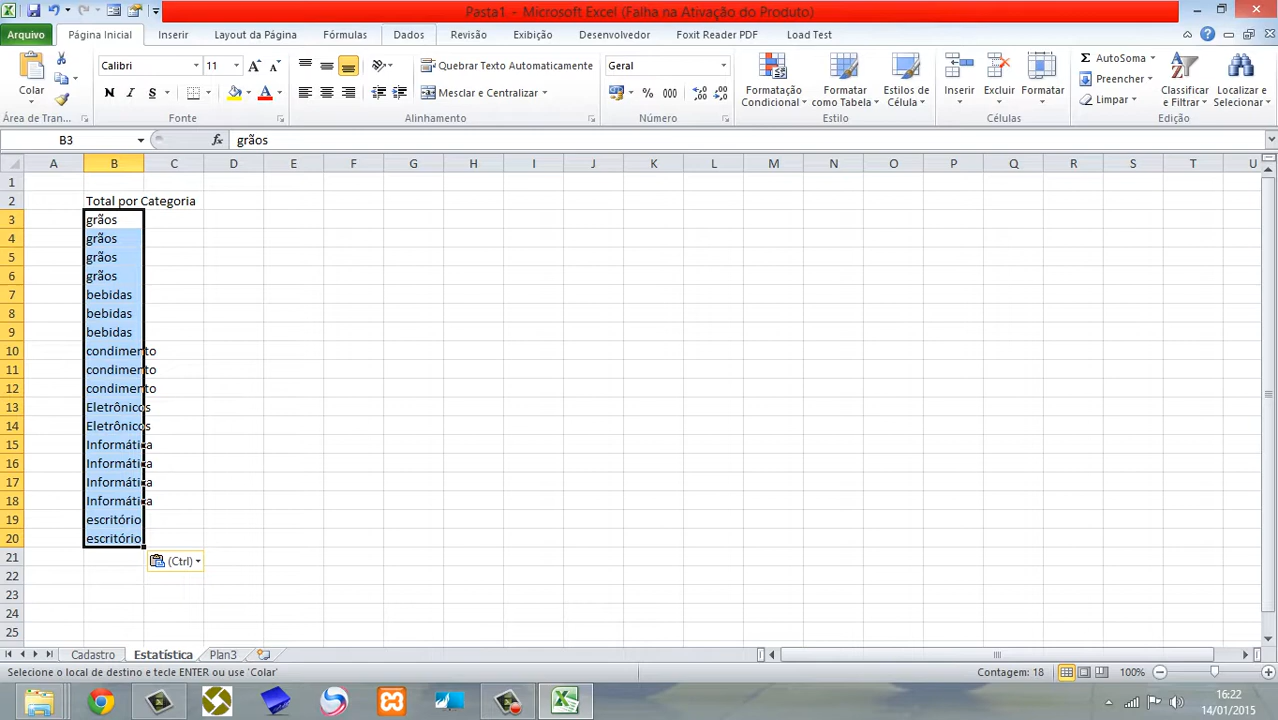 Pasta1 - Microsoft Excel (Falha na Ativação do Produto)
Arquivo Página Inicial Inserir Layout da Página Fórmulas Dados Revisão Exibição Desenvolvedor Foxit Reader PDF Load Test
Calibri 11 Quebrar Texto Automaticamente Geral AutoSoma
Preencher
Colar N I S A Mesclar e Centralizar % 000 Formatação Condicional Formatar como Tabela Estilos de Célula Inserir Excluir Formatar Limpar Classificar e Filtrar Localizar e Selecionar
Área de Tran... Fonte Alinhamento Número Estilo Células Edição
B3 fx grãos
A B C D E F G H I J K L M N O P Q R S T U
1
2 Total por Categoria
3 grãos
4 grãos
5 grãos
6 grãos
7 bebidas
8 bebidas
9 bebidas
10 condimento
11 condimento
12 condimento
13 Eletrônicos
14 Eletrônicos
15 Informática
16 Informática
17 Informática
18 Informática
19 escritório
20 escritório
21 (Ctrl)
22
23
24
25
Cadastro Estatística Plan3
Selecione o local de destino e tecle ENTER ou use 'Colar' Contagem: 18 100%
16:22
14/01/2015